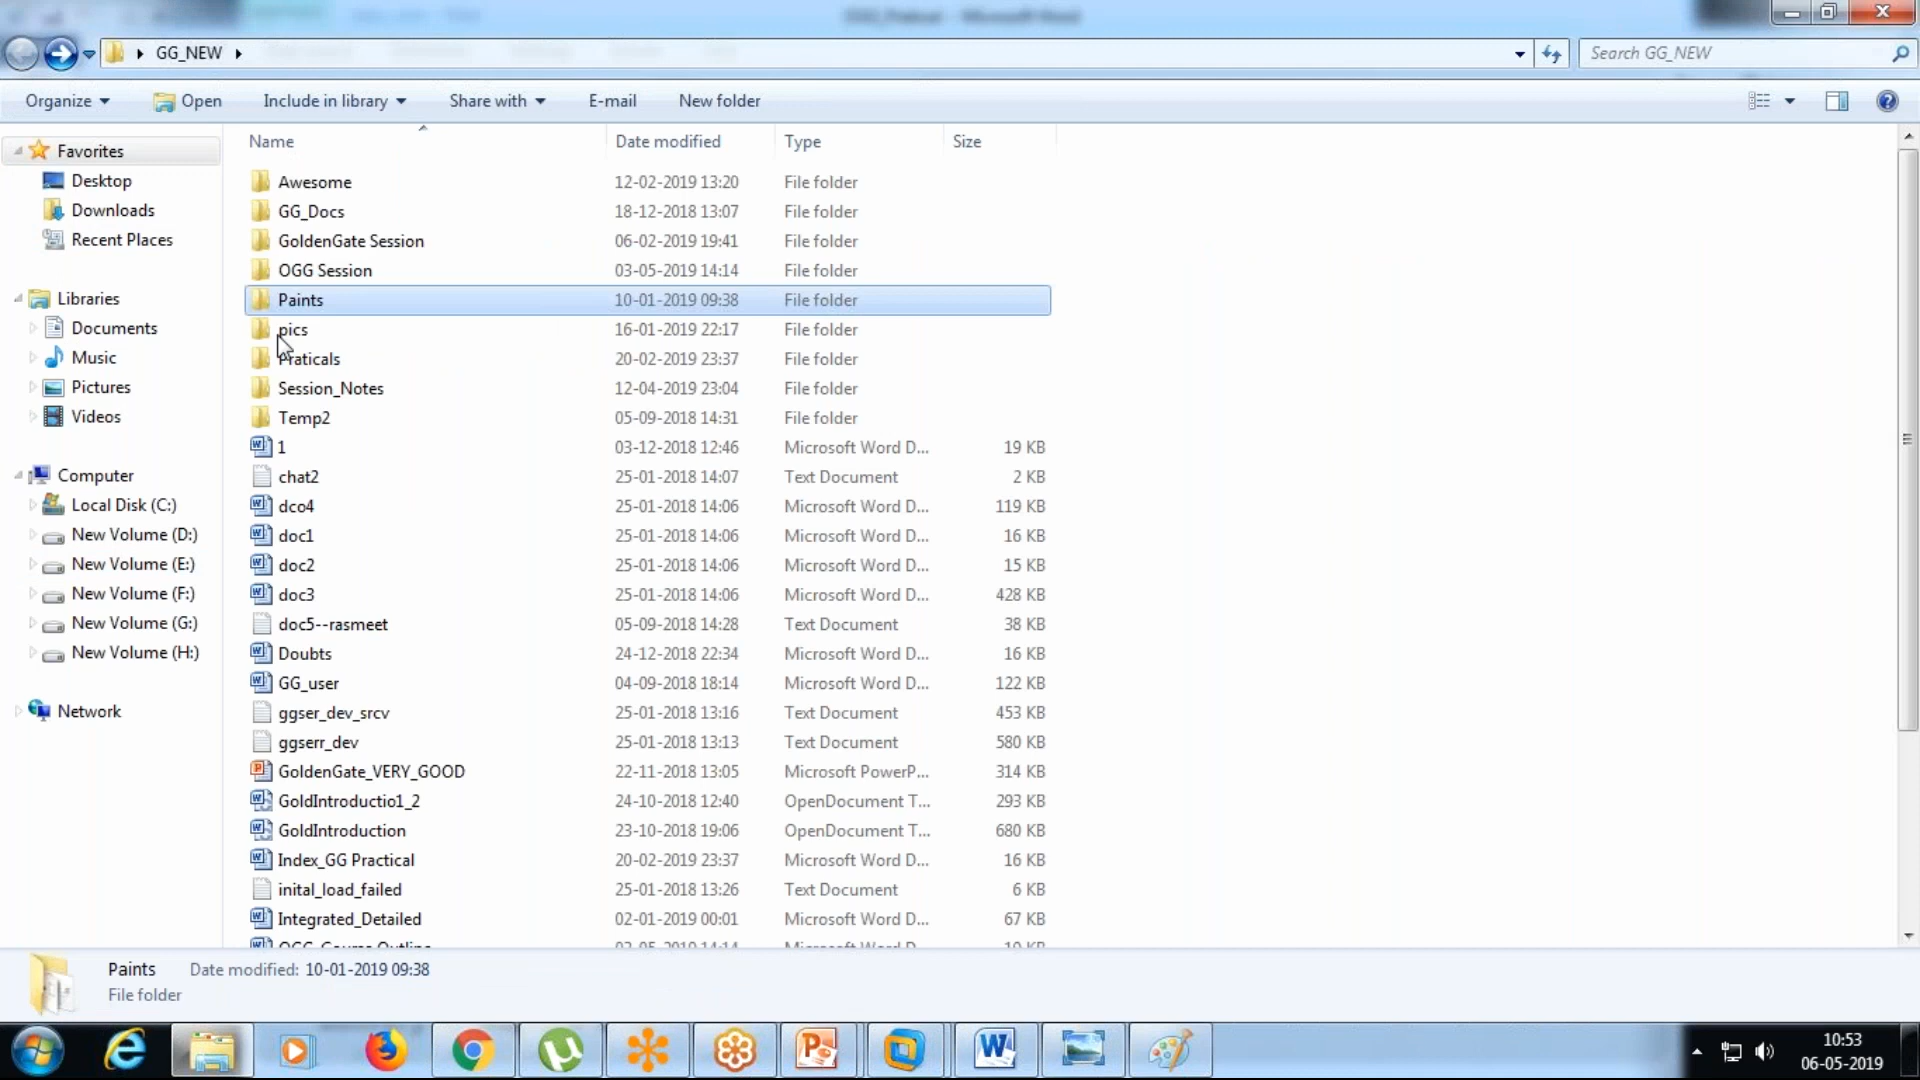 GG_NEW
Search GG_NEW
Organize Open Include in library Share with E-mail New folder
Name Date modified Type Size
Favorites
Desktop
Downloads
Recent Places
Libraries
Documents
Music
Pictures
Videos
Computer
Local Disk (C:)
New Volume (D:)
New Volume (E:)
New Volume (F:)
New Volume (G:)
New Volume (H:)
Network
Awesome 12-02-2019 13:20 File folder
GG_Docs 18-12-2018 13:07 File folder
GoldenGate Session 06-02-2019 19:41 File folder
OGG Session 03-05-2019 14:14 File folder
Paints 10-01-2019 09:38 File folder
pics 16-01-2019 22:17 File folder
Praticals 20-02-2019 23:37 File folder
Session_Notes 12-04-2019 23:04 File folder
Temp2 05-09-2018 14:31 File folder
1 03-12-2018 12:46 Microsoft Word D... 19 KB
chat2 25-01-2018 14:07 Text Document 2 KB
dco4 25-01-2018 14:06 Microsoft Word D... 119 KB
doc1 25-01-2018 14:06 Microsoft Word D... 16 KB
doc2 25-01-2018 14:06 Microsoft Word D... 15 KB
doc3 25-01-2018 14:06 Microsoft Word D... 428 KB
doc5--rasmeet 05-09-2018 14:28 Text Document 38 KB
Doubts 24-12-2018 22:34 Microsoft Word D... 16 KB
GG_user 04-09-2018 18:14 Microsoft Word D... 122 KB
ggser_dev_srcv 25-01-2018 13:16 Text Document 453 KB
ggserr_dev 25-01-2018 13:13 Text Document 580 KB
GoldenGate_VERY_GOOD 22-11-2018 13:05 Microsoft PowerP... 314 KB
GoldIntroductio1_2 24-10-2018 12:40 OpenDocument T... 293 KB
GoldIntroduction 23-10-2018 19:06 OpenDocument T... 680 KB
Index_GG Practical 20-02-2019 23:37 Microsoft Word D... 16 KB
inital_load_failed 25-01-2018 13:26 Text Document 6 KB
Integrated_Detailed 02-01-2019 00:01 Microsoft Word D... 67 KB
Paints Date modified: 10-01-2019 09:38
File folder
10:53
06-05-2019